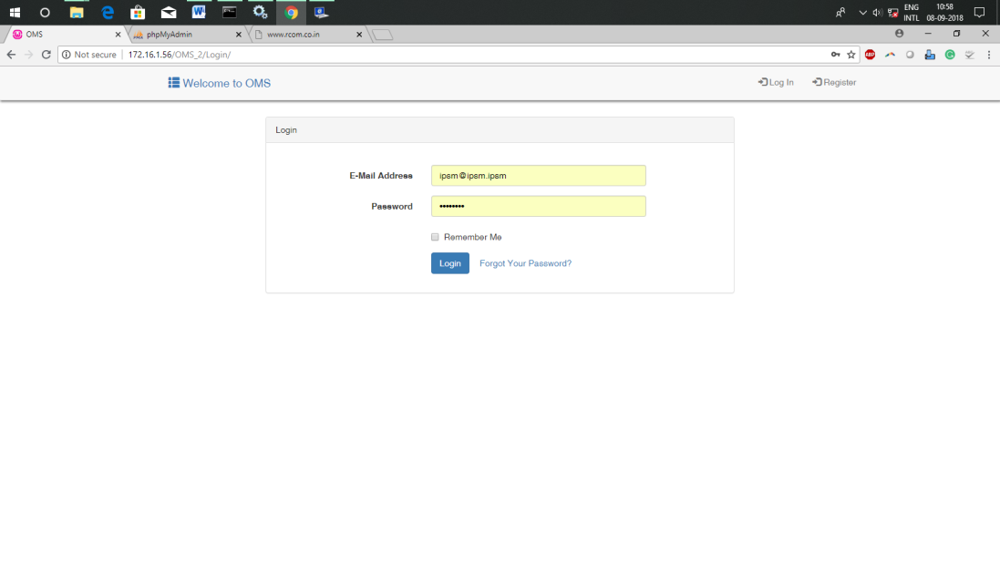 ENG 10:58
INTL 08-09-2018
OMS phpMyAdmin www.rcom.co.in
Not secure 172.16.1.56/OMS_2/Login/ ABP
Welcome to OMS Log In Register
Login
E-Mail Address ipsm@ipsm.ipsm
Password ••••••••
Remember Me
Login Forgot Your Password?